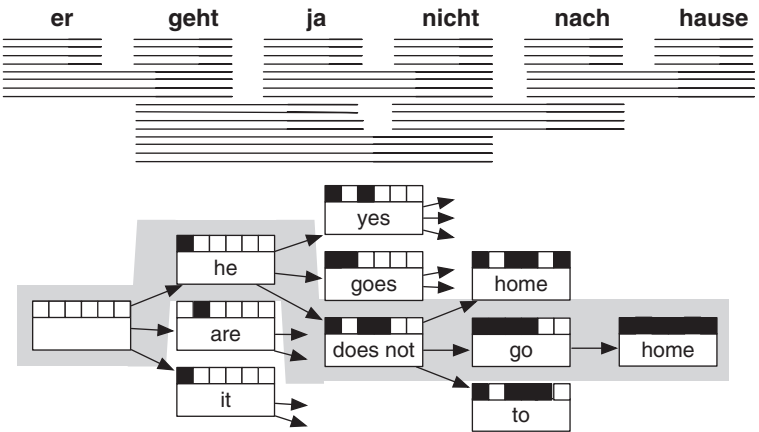 er geht ja nicht nach hause
yes
he
goes home
are does not go home
it to